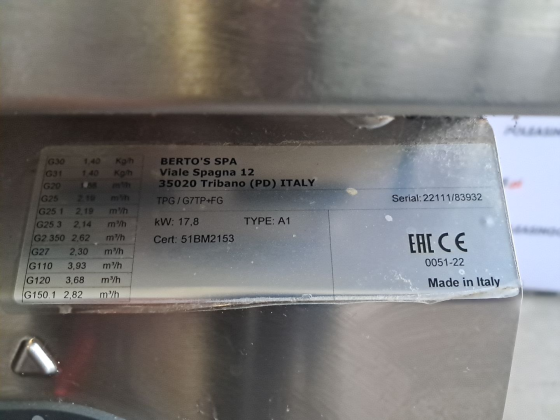 G30 1,40 Kg/h
G31 1,40 Kg/h
G20 m³/h
G25 2,19 m³/h
G25 1 2,19 m³/h
G25 3 2,14 m³/h
G2 350 2,62 m³/h
G27 2,30 m³/h
G110 3,93 m³/h
G120 3,68 m³/h
G150.1 2,82 m³/h
BERTO'S SPA
Viale Spagna 12
35020 Tribano (PD) ITALY
TPG / G7TP+FG Serial: 22111/83932
kW: 17,8 TYPE: A1
Cert: 51BM2153
EAC CE
0051-22
Made in Italy